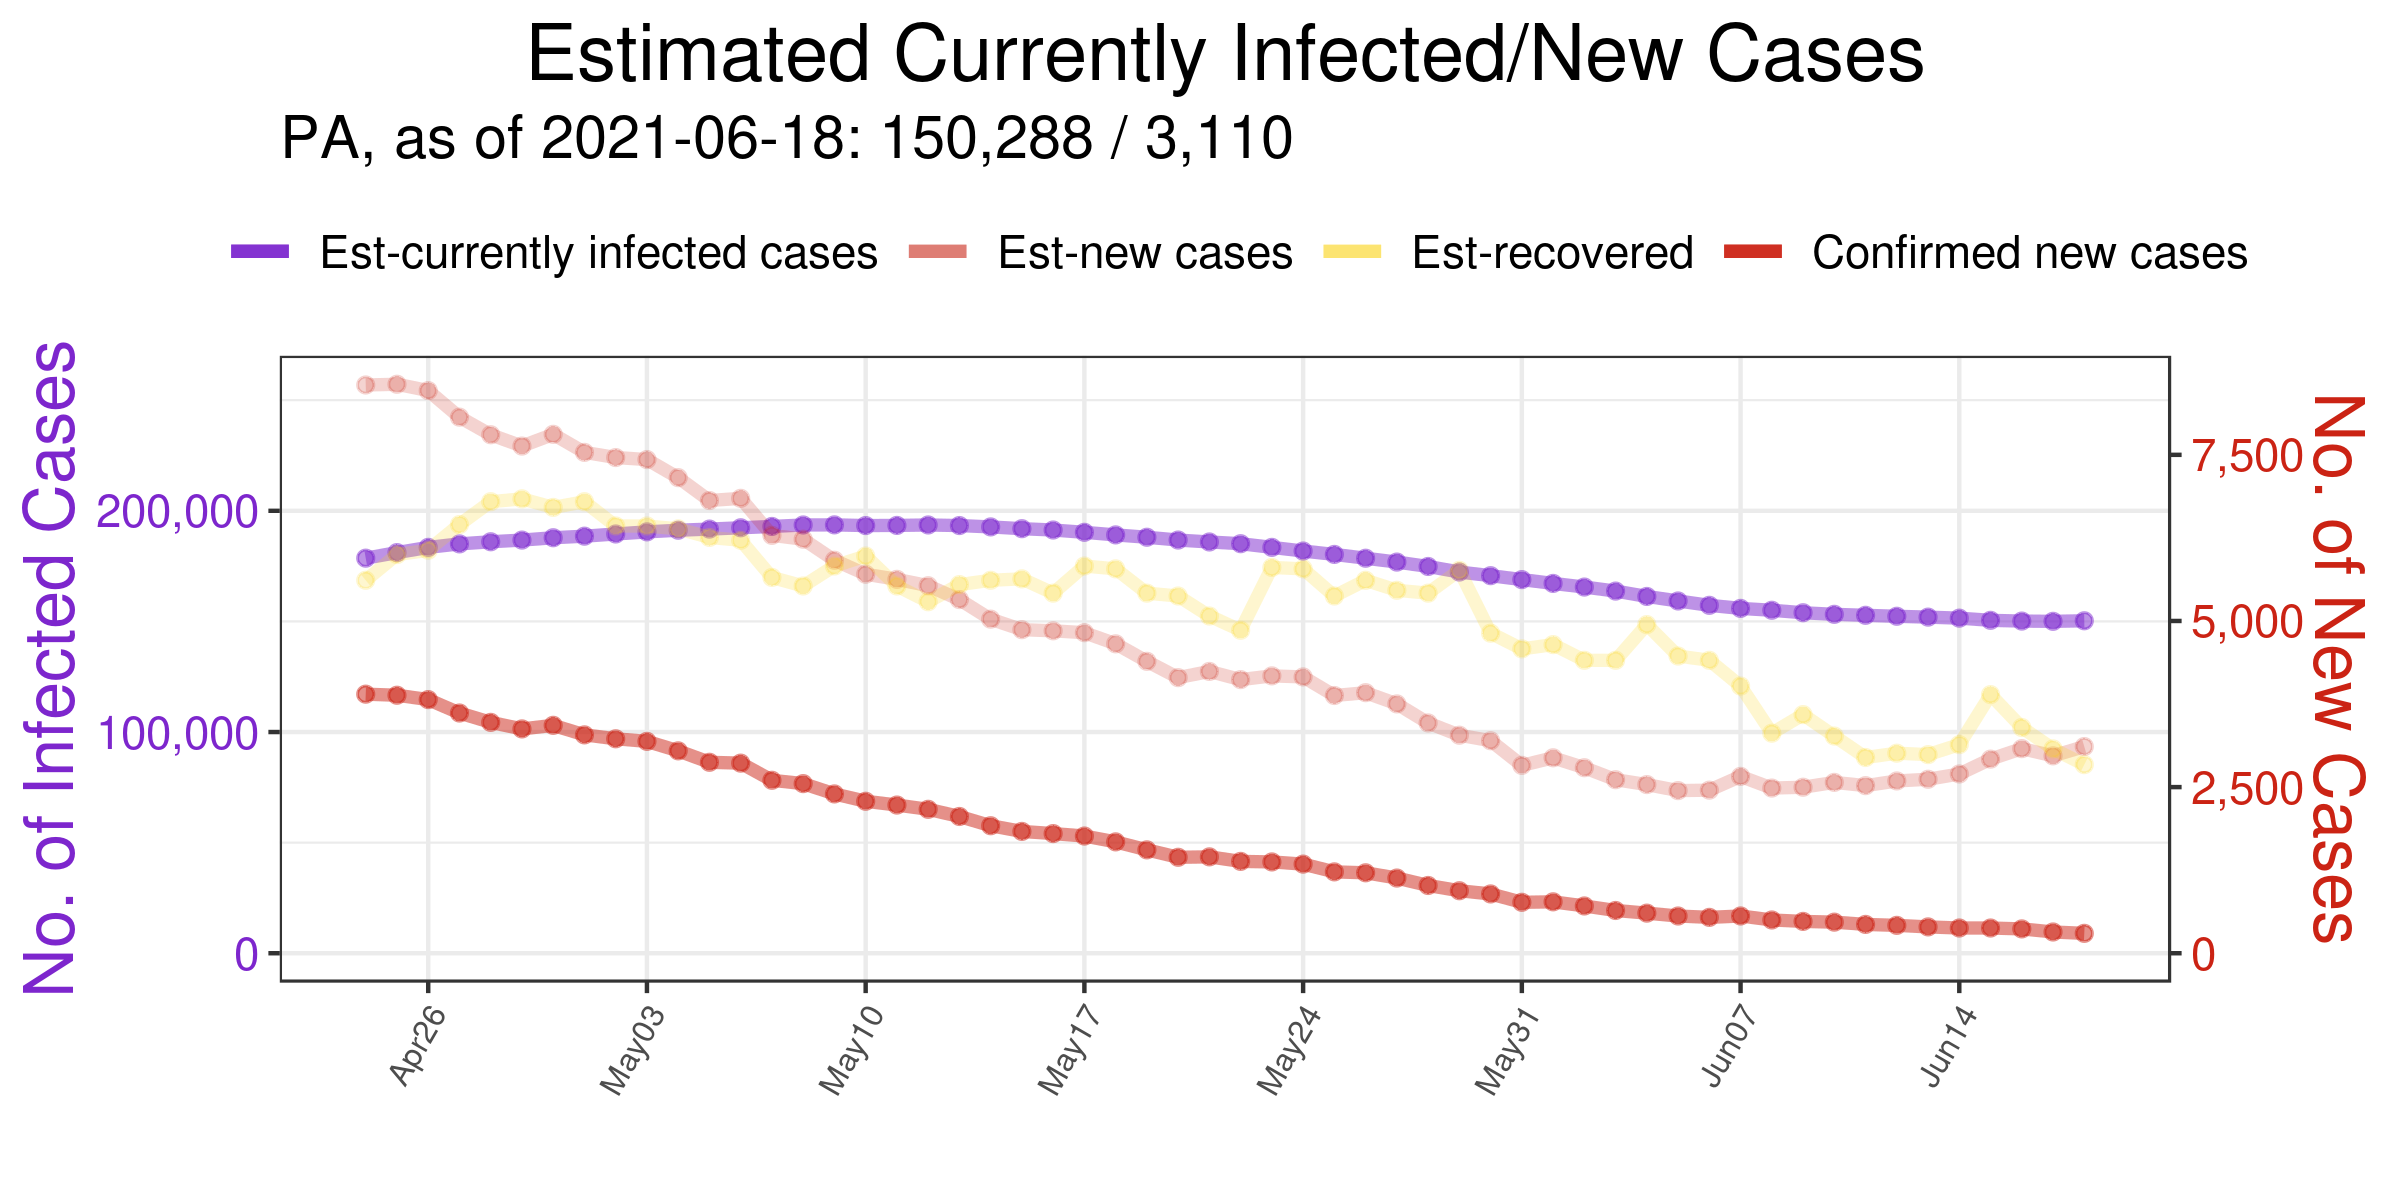 Estimated Currently Infected/New Cases
PA, as of 2021-06-18: 150,288 / 3,110
Est-currently infected cases Est-new cases Est-recovered Confirmed new cases
No. of Infected Cases
200,000
100,000
0
7,500
5,000
2,500
0
No. of New Cases
Apr26 May03 May10 May17 May24 May31 Jun07 Jun14